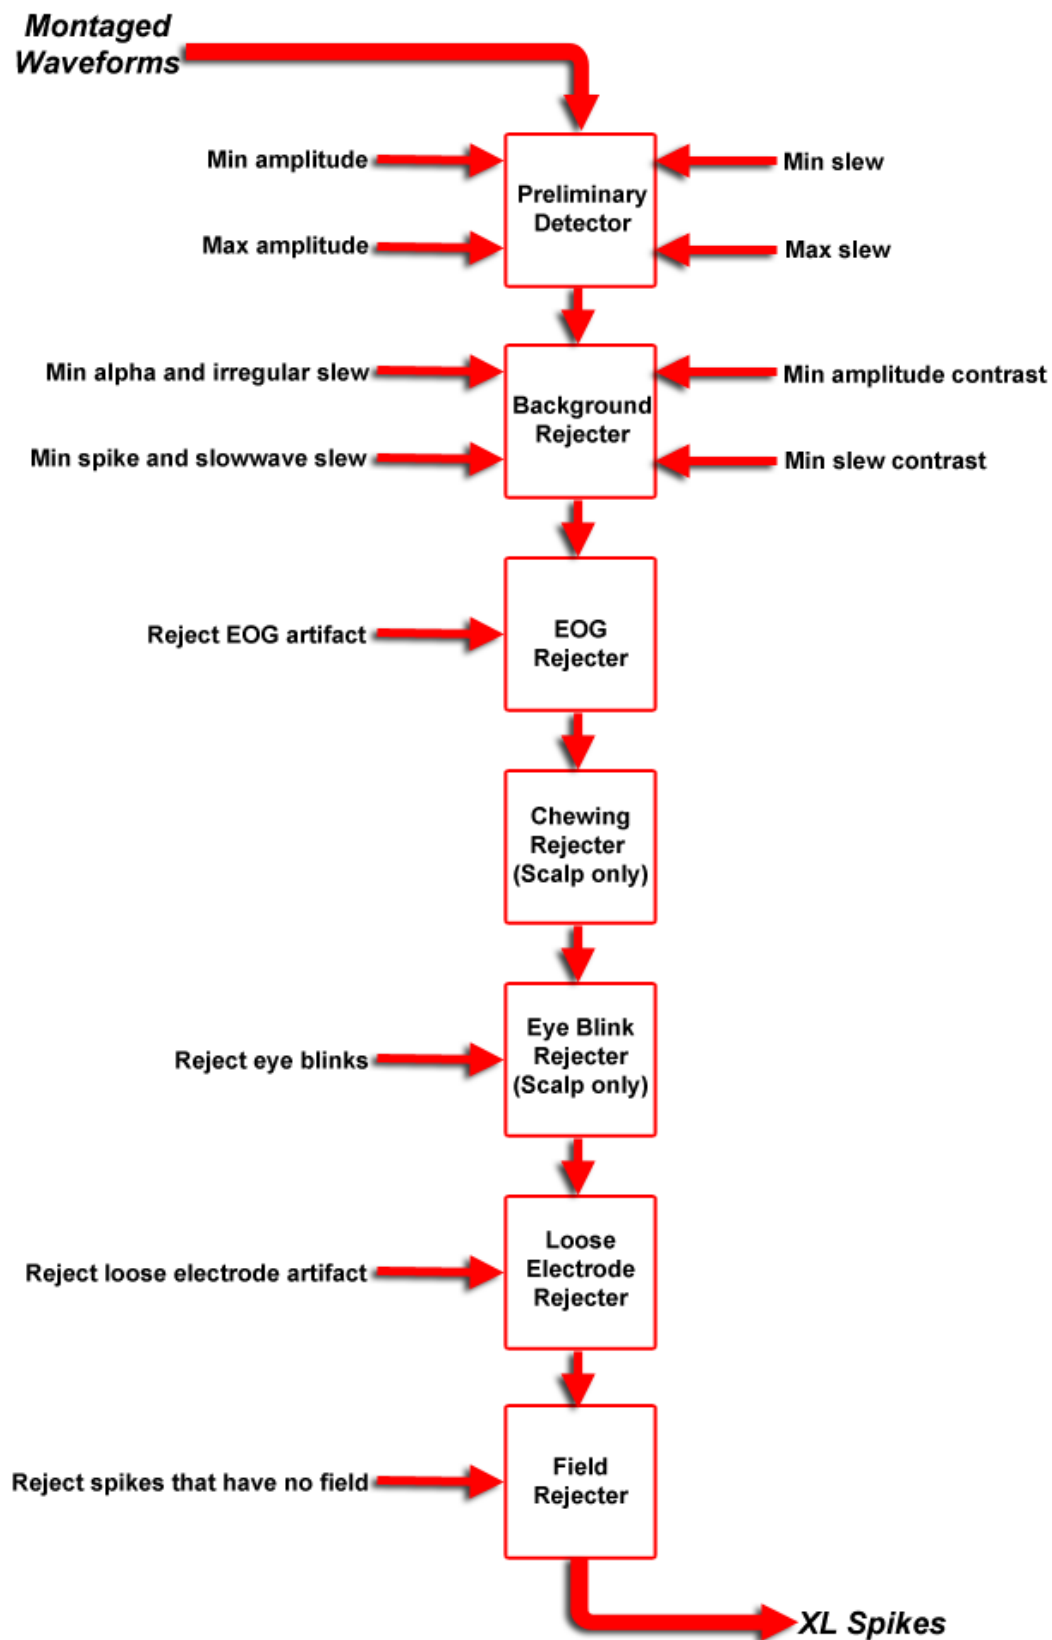 Montaged
Waveforms
Min amplitude
Min slew
Preliminary
Detector
Max amplitude
Max slew
Min alpha and irregular slew
Min amplitude contrast
Background
Rejecter
Min spike and slowwave slew
Min slew contrast
Reject EOG artifact
EOG
Rejecter
Chewing
Rejecter
(Scalp only)
Reject eye blinks
Eye Blink
Rejecter
(Scalp only)
Reject loose electrode artifact
Loose
Electrode
Rejecter
Reject spikes that have no field
Field
Rejecter
XL Spikes